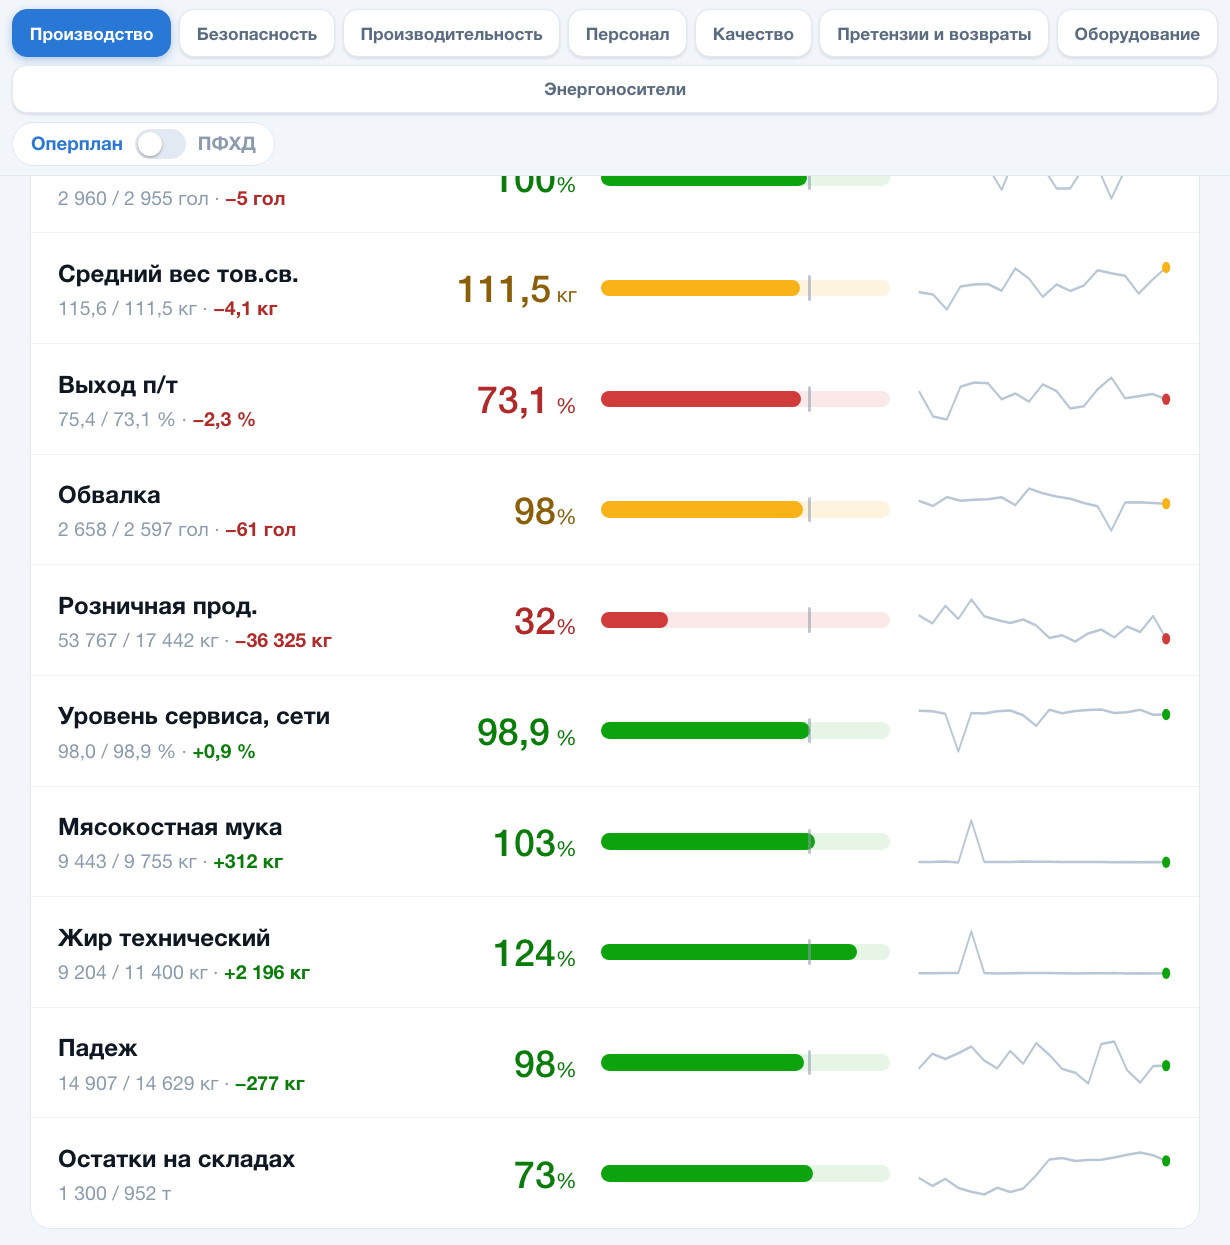 Производство Безопасность Производительность Персонал Качество Претензии и возвраты Оборудование
Энергоносители
Оперплан ПФХД
100%
2 960 / 2 955 гол · −5 гол
Средний вес тов.св.
111,5 кг
115,6 / 111,5 кг · −4,1 кг
Выход п/т
73,1 %
75,4 / 73,1 % · −2,3 %
Обвалка
98%
2 658 / 2 597 гол · −61 гол
Розничная прод.
32%
53 767 / 17 442 кг · −36 325 кг
Уровень сервиса, сети
98,9 %
98,0 / 98,9 % · +0,9 %
Мясокостная мука
103%
9 443 / 9 755 кг · +312 кг
Жир технический
124%
9 204 / 11 400 кг · +2 196 кг
Падеж
98%
14 907 / 14 629 кг · −277 кг
Остатки на складах
73%
1 300 / 952 т